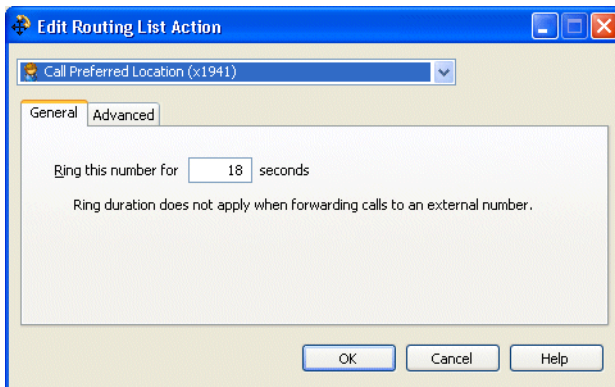 Edit Routing List Action
Call Preferred Location (x1941)
General Advanced
Ring this number for 18 seconds
Ring duration does not apply when forwarding calls to an external number.
OK Cancel Help